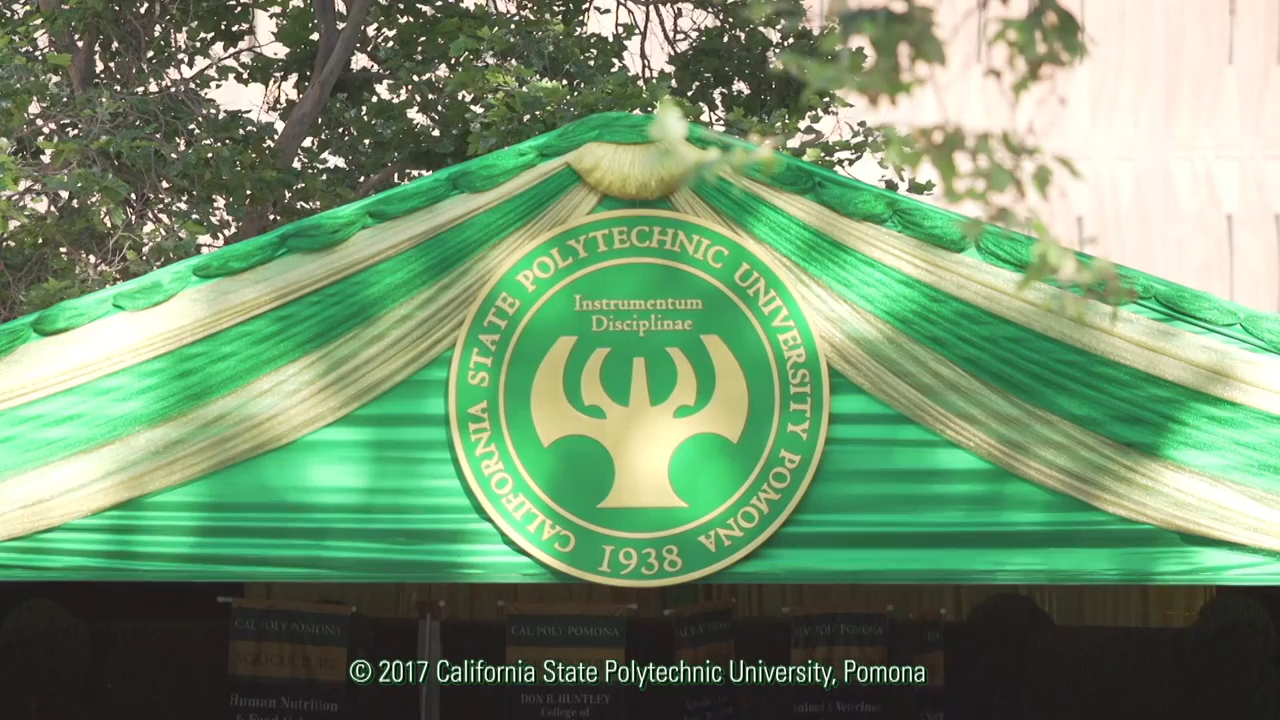 CALIFORNIA STATE POLYTECHNIC UNIVERSITY POMONA
Instrumentum
Disciplinae
1938
CAL POLY POMONA
AGRICULTURE
Human Nutrition
CAL POLY POMONA
DON B. HUNTLEY
College of
CAL POLY POMONA
© 2017 California State Polytechnic University, Pomona